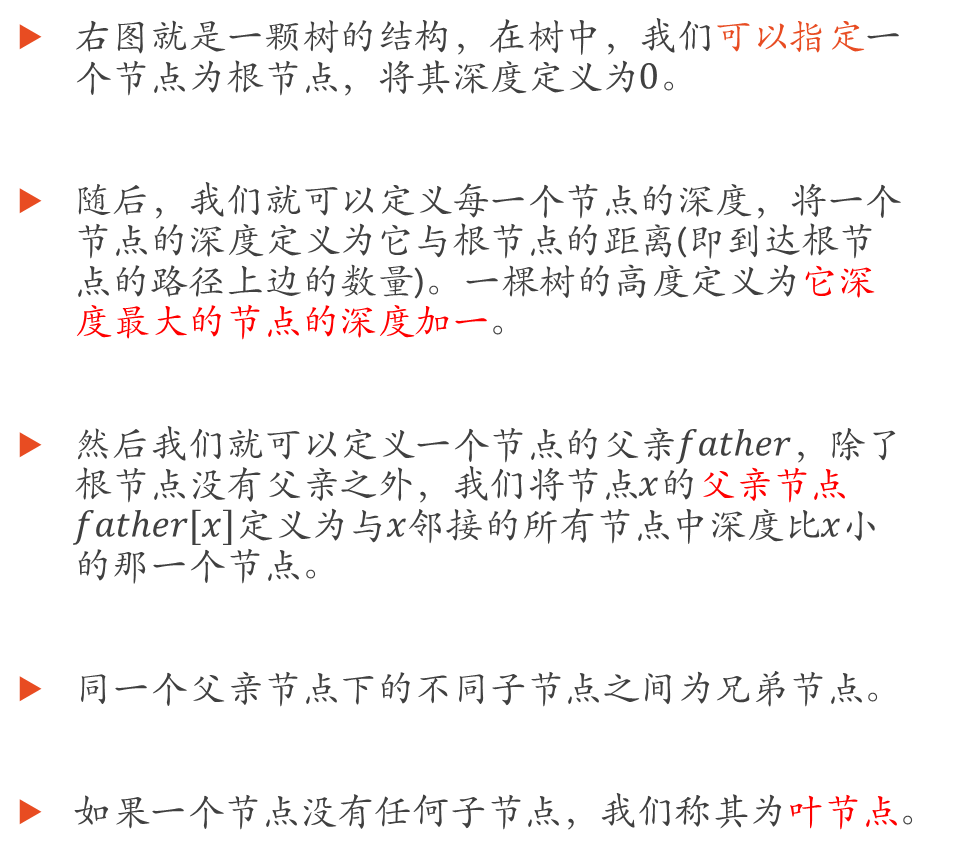 右图就是一颗树的结构，在树中，我们可以指定一
个节点为根节点，将其深度定义为0。
随后，我们就可以定义每一个节点的深度，将一个
节点的深度定义为它与根节点的距离(即到达根节
点的路径上边的数量)。一棵树的高度定义为它深
度最大的节点的深度加一。
然后我们就可以定义一个节点的父亲father，除了
根节点没有父亲之外，我们将节点x的父亲节点
father[x]定义为与x邻接的所有节点中深度比x小
的那一个节点。
同一个父亲节点下的不同子节点之间为兄弟节点。
如果一个节点没有任何子节点，我们称其为叶节点。